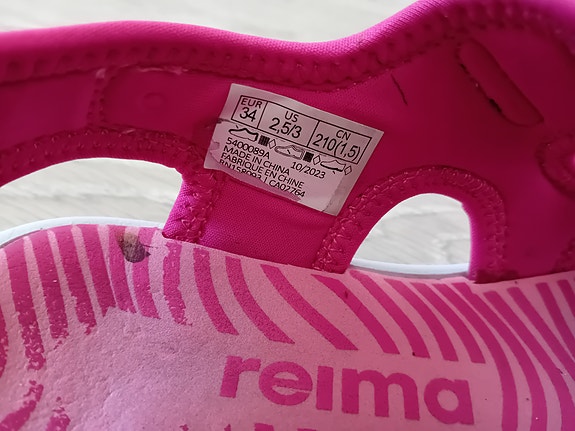 EUR US CN
34 2,5/3 210(1,5)
5400089A 10/2023
MADE IN CHINA
FABRIQUE EN CHINE
CA02764
reima